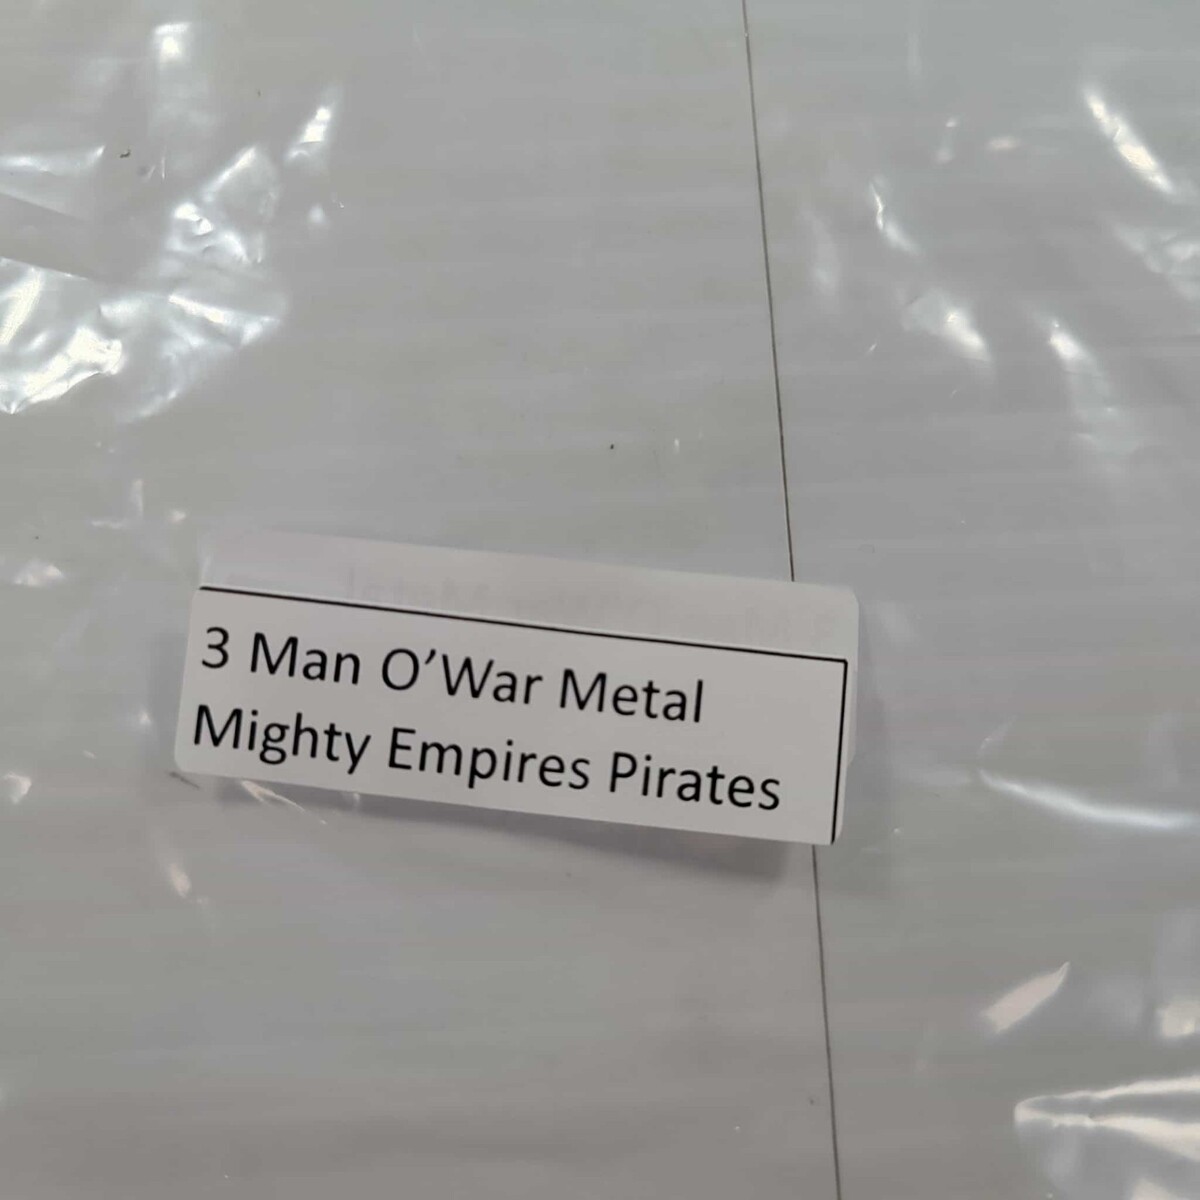 3 Man O’War Metal
Mighty Empires Pirates